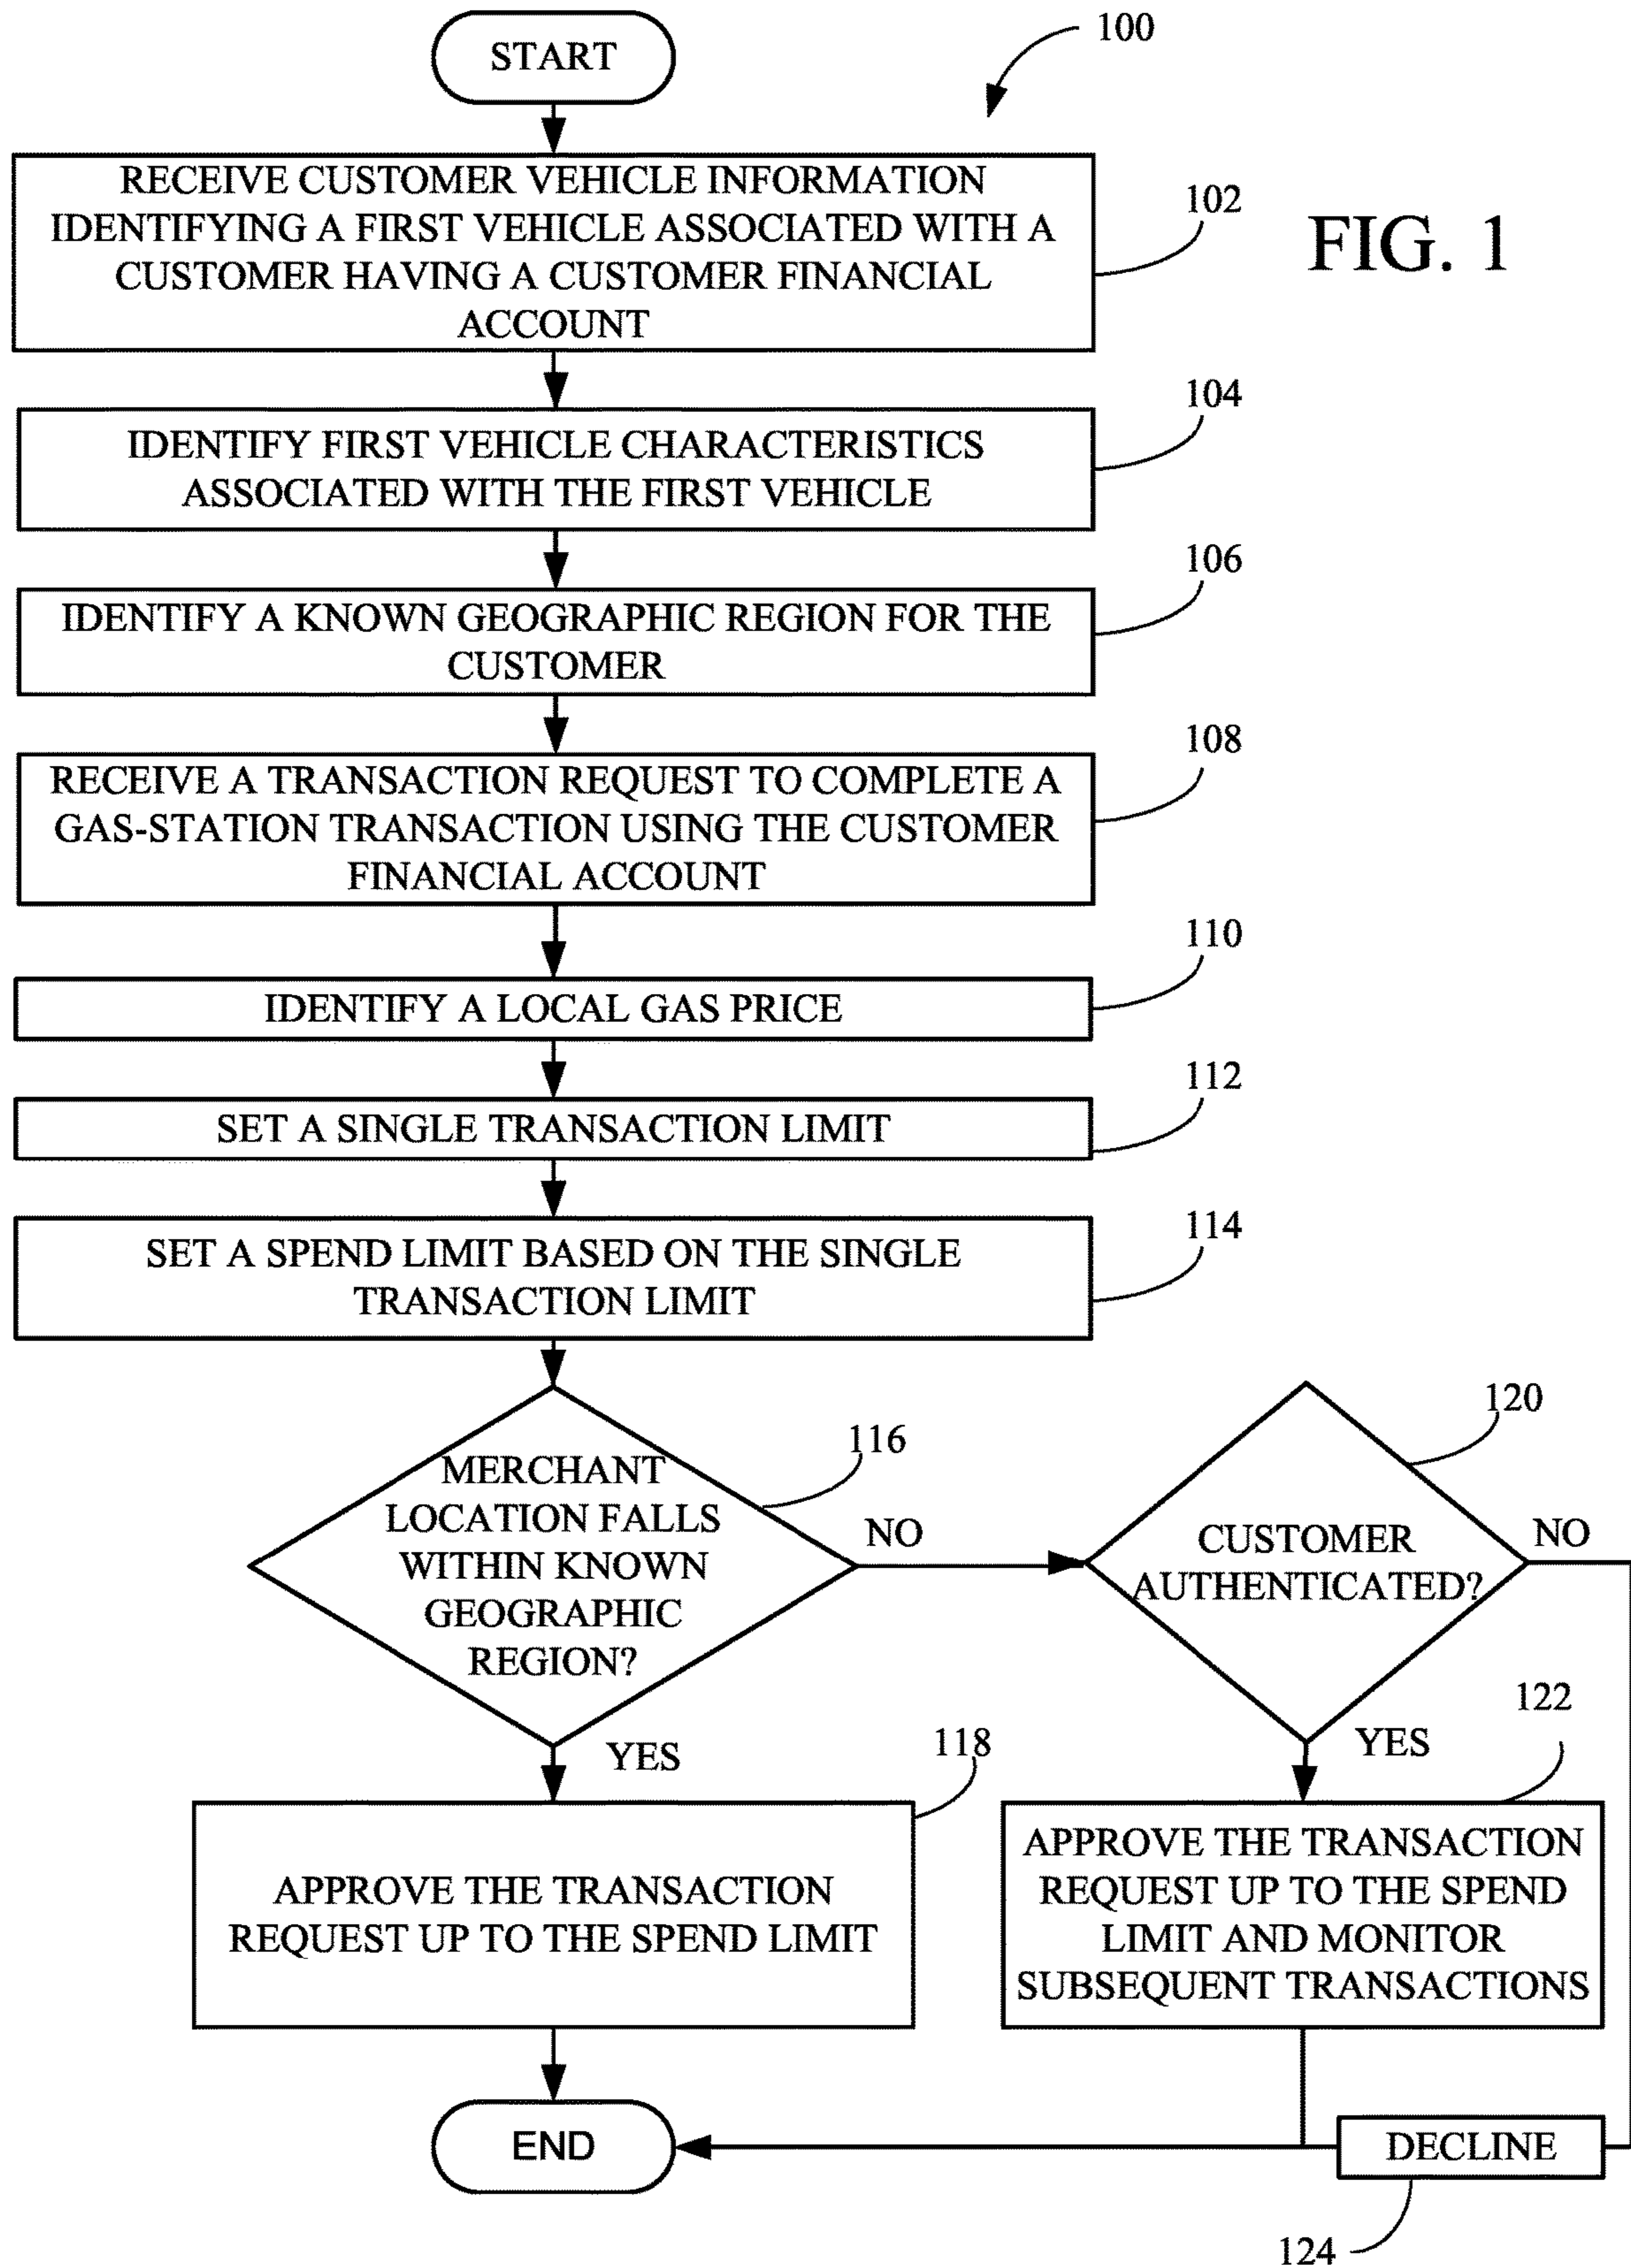 START
100
RECEIVE CUSTOMER VEHICLE INFORMATION
IDENTIFYING A FIRST VEHICLE ASSOCIATED WITH A
CUSTOMER HAVING A CUSTOMER FINANCIAL
ACCOUNT
102
FIG. 1
104
IDENTIFY FIRST VEHICLE CHARACTERISTICS
ASSOCIATED WITH THE FIRST VEHICLE
106
IDENTIFY A KNOWN GEOGRAPHIC REGION FOR THE
CUSTOMER
108
RECEIVE A TRANSACTION REQUEST TO COMPLETE A
GAS-STATION TRANSACTION USING THE CUSTOMER
FINANCIAL ACCOUNT
110
IDENTIFY A LOCAL GAS PRICE
112
SET A SINGLE TRANSACTION LIMIT
114
SET A SPEND LIMIT BASED ON THE SINGLE
TRANSACTION LIMIT
116
MERCHANT
LOCATION FALLS
WITHIN KNOWN
GEOGRAPHIC
REGION?
NO
120
CUSTOMER
AUTHENTICATED?
NO
YES
118
APPROVE THE TRANSACTION
REQUEST UP TO THE SPEND LIMIT
YES
122
APPROVE THE TRANSACTION
REQUEST UP TO THE SPEND
LIMIT AND MONITOR
SUBSEQUENT TRANSACTIONS
END
DECLINE
124